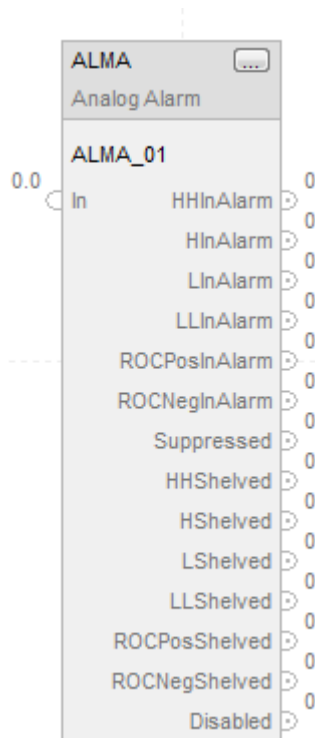 ALMA ...
Analog Alarm
ALMA_01
0.0 In HHInAlarm 0
HInAlarm 0
LInAlarm 0
LLInAlarm 0
ROCPosInAlarm 0
ROCNegInAlarm 0
Suppressed 0
HHShelved 0
HShelved 0
LShelved 0
LLShelved 0
ROCPosShelved 0
ROCNegShelved 0
Disabled 0